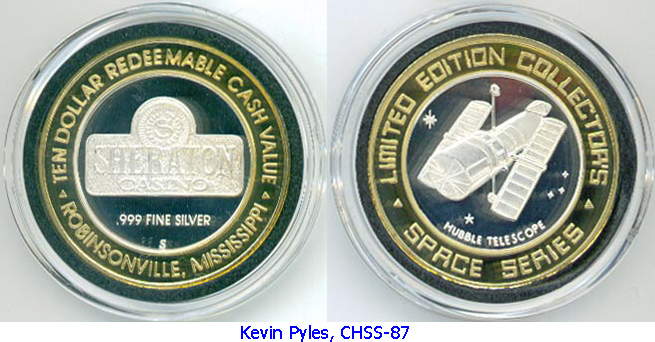 TEN DOLLAR REDEEMABLE CASH VALUE
S
SHERATON
CASINO
.999 FINE SILVER
S
ROBINSONVILLE, MISSISSIPPI
LIMITED EDITION COLLECTORS
HUBBLE TELESCOPE
SPACE SERIES
Kevin Pyles, CHSS-87